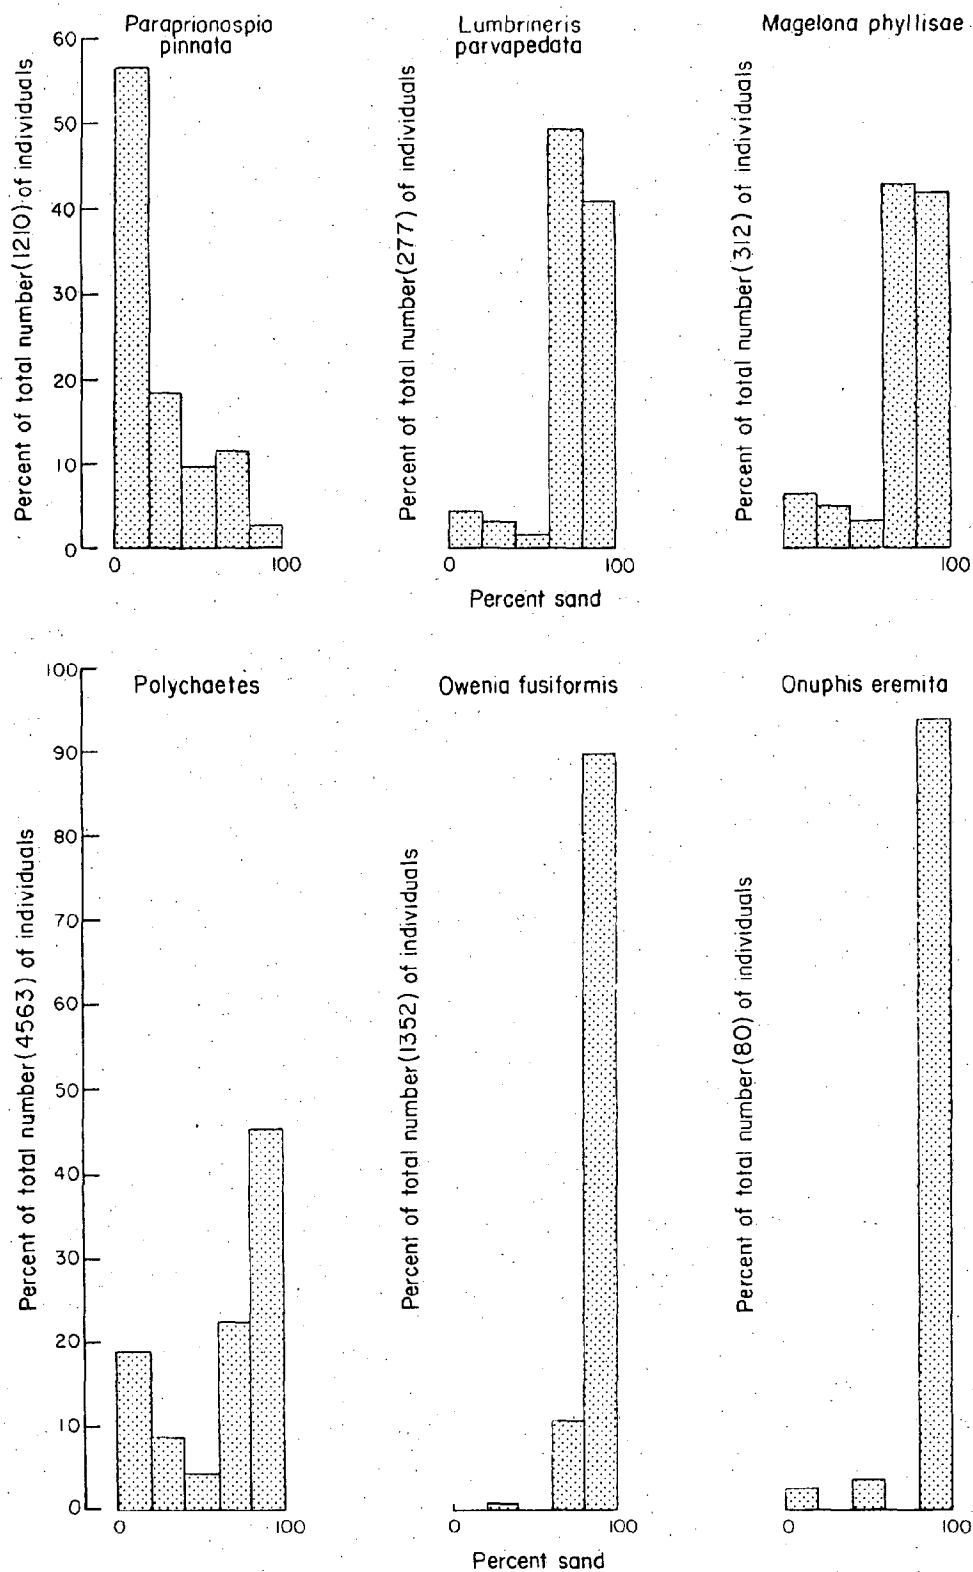 Paraprionospio
pinnata
Percent of total number(1210) of individuals
60
50
40
30
20
10
0
0
100
Lumbrineris
parvapedata
Percent of total number(277) of individuals
0
100
Percent sand
Magelona phyllisae
Percent of total number(312) of individuals
100
Polychaetes
Percent of total number(4563) of individuals
100
90
80
70
60
50
40
30
20
10
0
0
100
Owenia fusiformis
Percent of total number(1352) of individuals
0
100
Percent sand
Onuphis eremita
Percent of total number(80) of individuals
0
100